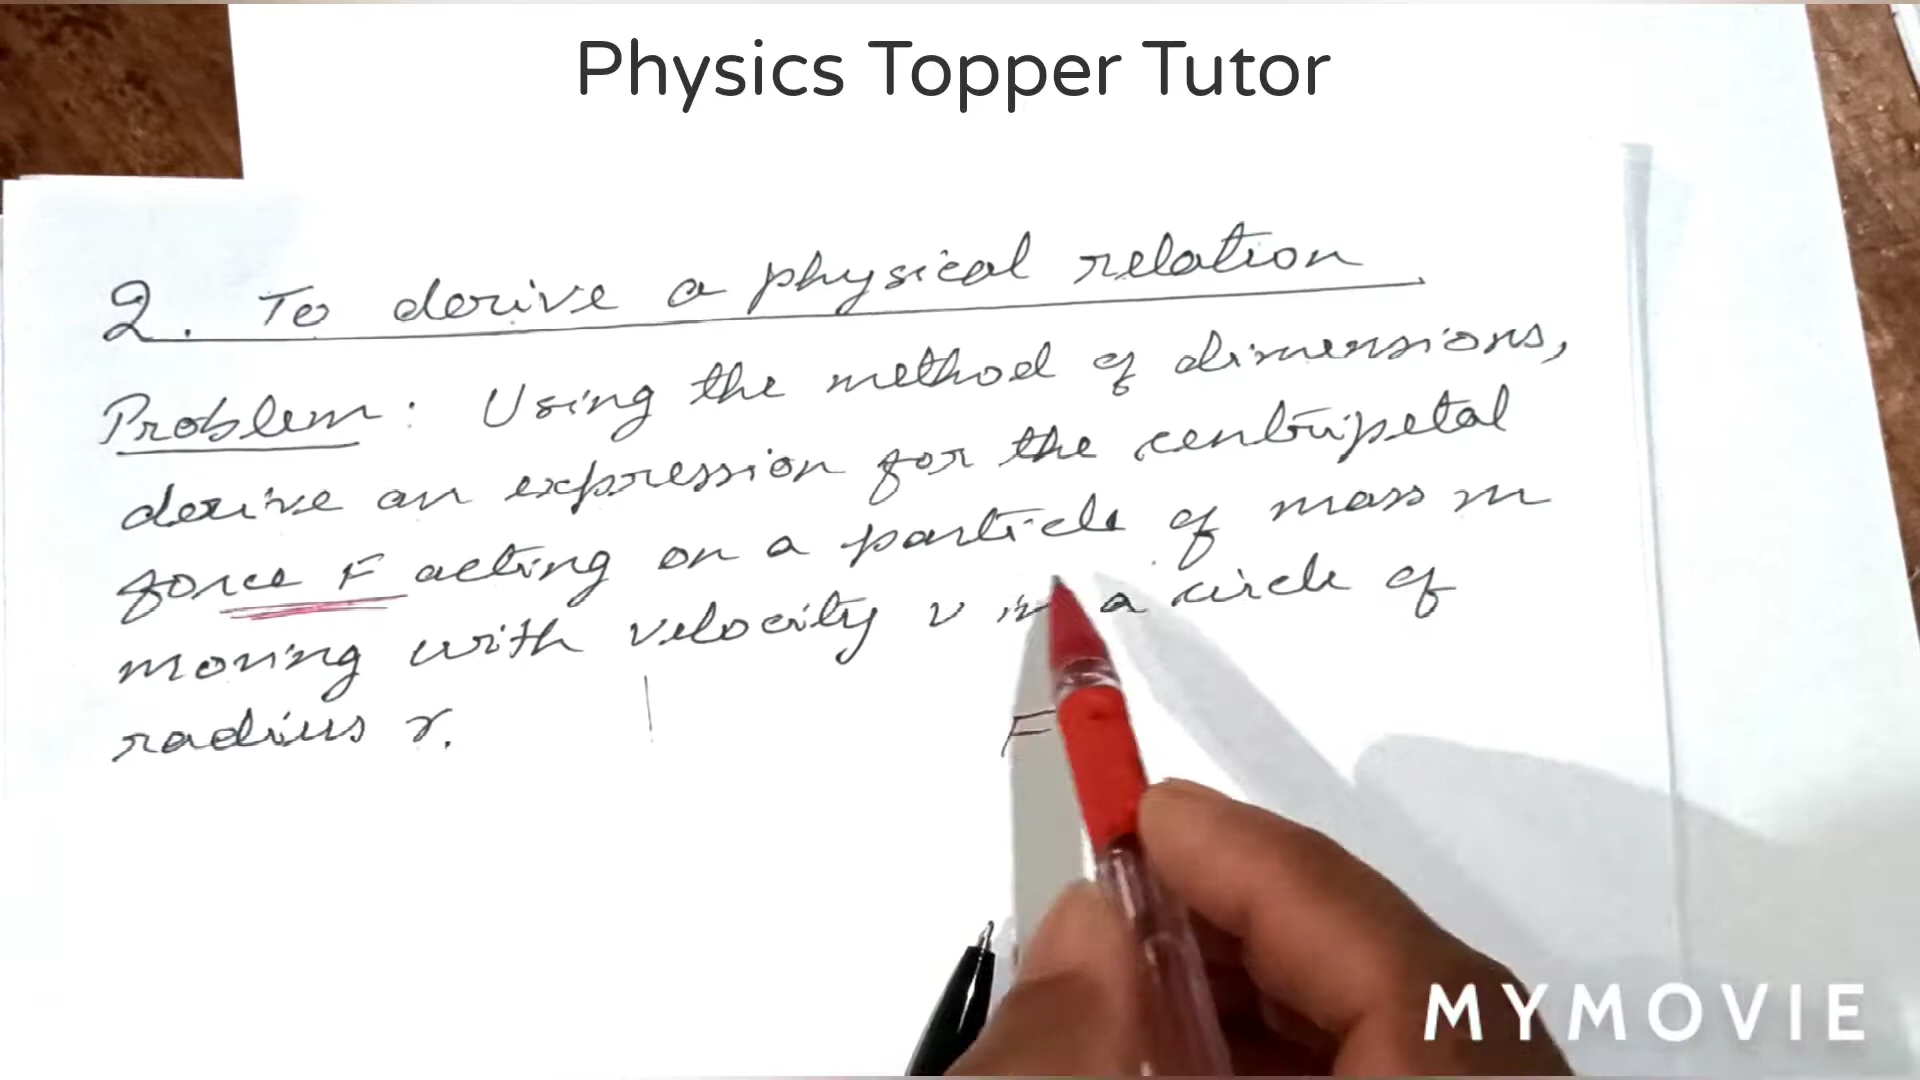 Physics Topper Tutor
2. To derive a physical relation
Problem: Using the method of dimensions,
derive an expression for the centripetal
force F acting on a particle of mass m
moving with velocity v in a circle of
radius r.
F
MYMOVIE